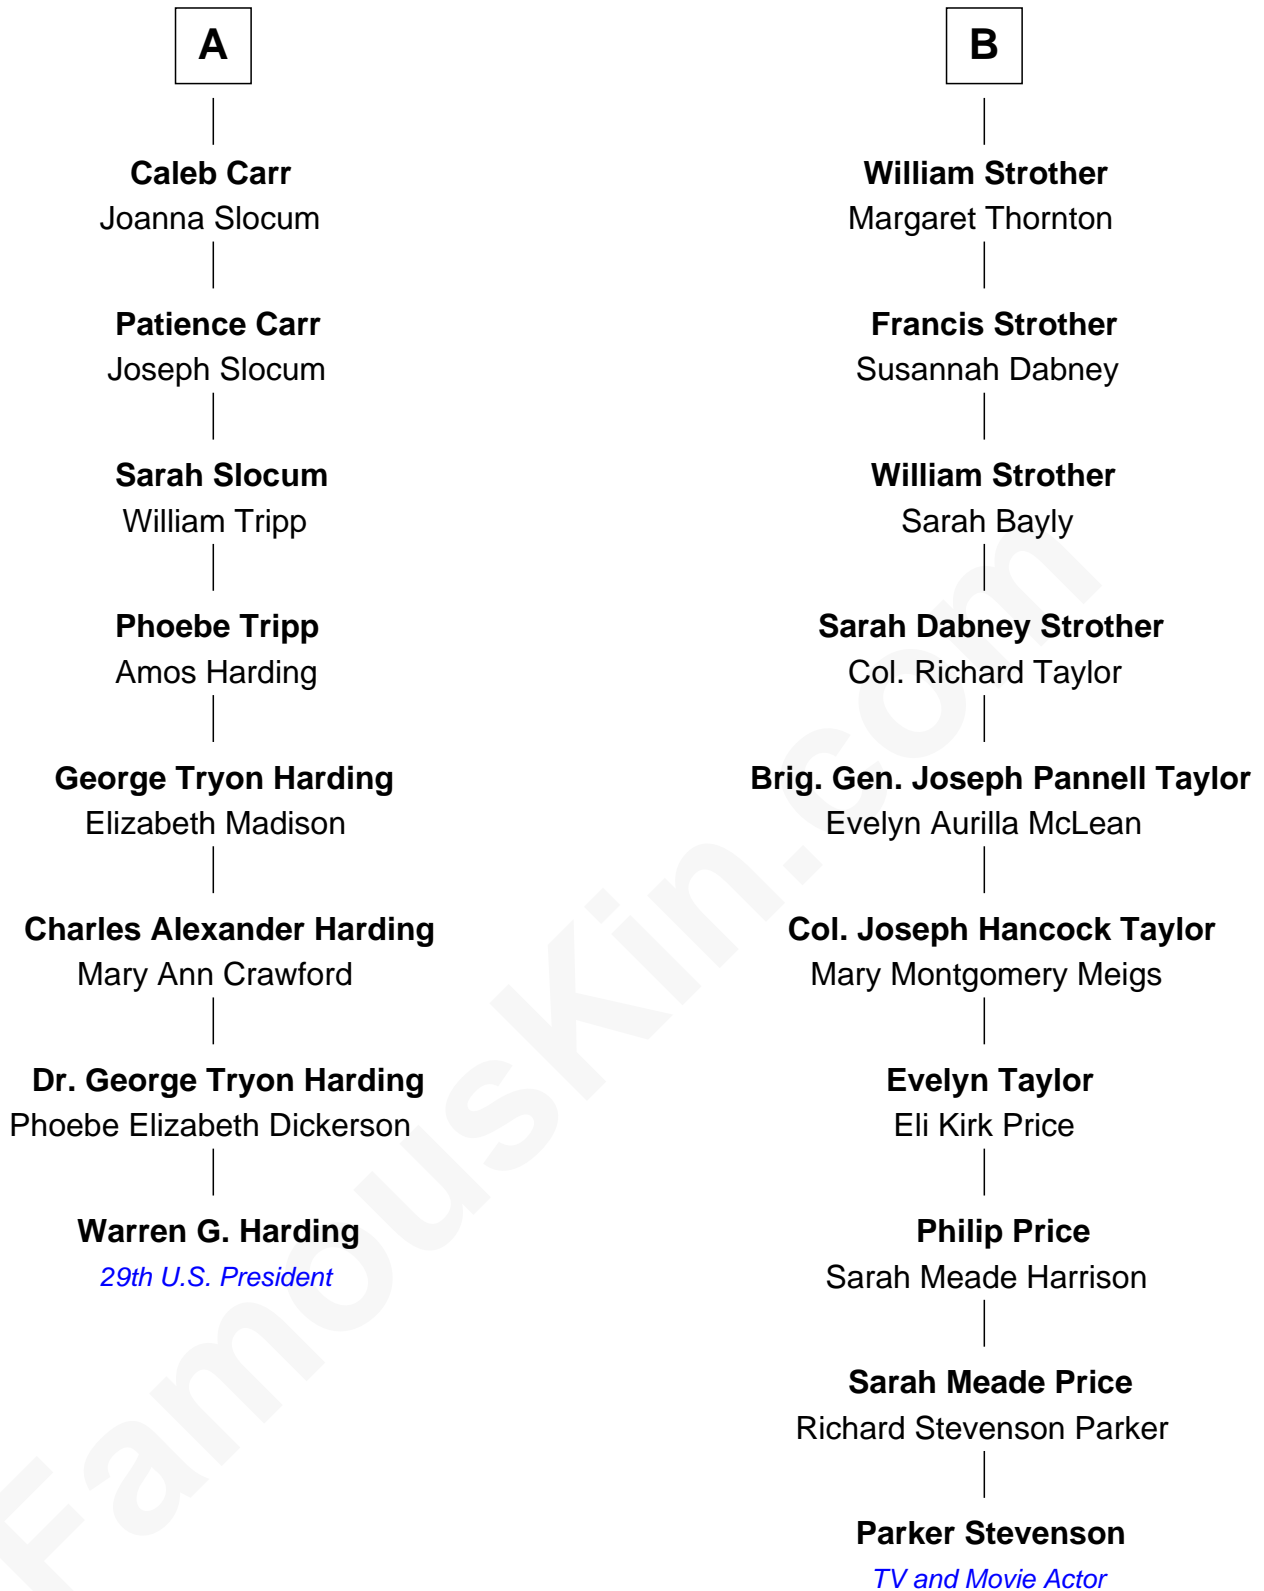 A
Caleb Carr
Joanna Slocum
Patience Carr
Joseph Slocum
Sarah Slocum
William Tripp
Phoebe Tripp
Amos Harding
George Tryon Harding
Elizabeth Madison
Charles Alexander Harding
Mary Ann Crawford
Dr. George Tryon Harding
Phoebe Elizabeth Dickerson
Warren G. Harding
29th U.S. President
B
William Strother
Margaret Thornton
Francis Strother
Susannah Dabney
William Strother
Sarah Bayly
Sarah Dabney Strother
Col. Richard Taylor
Brig. Gen. Joseph Pannell Taylor
Evelyn Aurilla McLean
Col. Joseph Hancock Taylor
Mary Montgomery Meigs
Evelyn Taylor
Eli Kirk Price
Philip Price
Sarah Meade Harrison
Sarah Meade Price
Richard Stevenson Parker
Parker Stevenson
TV and Movie Actor
FamousKin.com